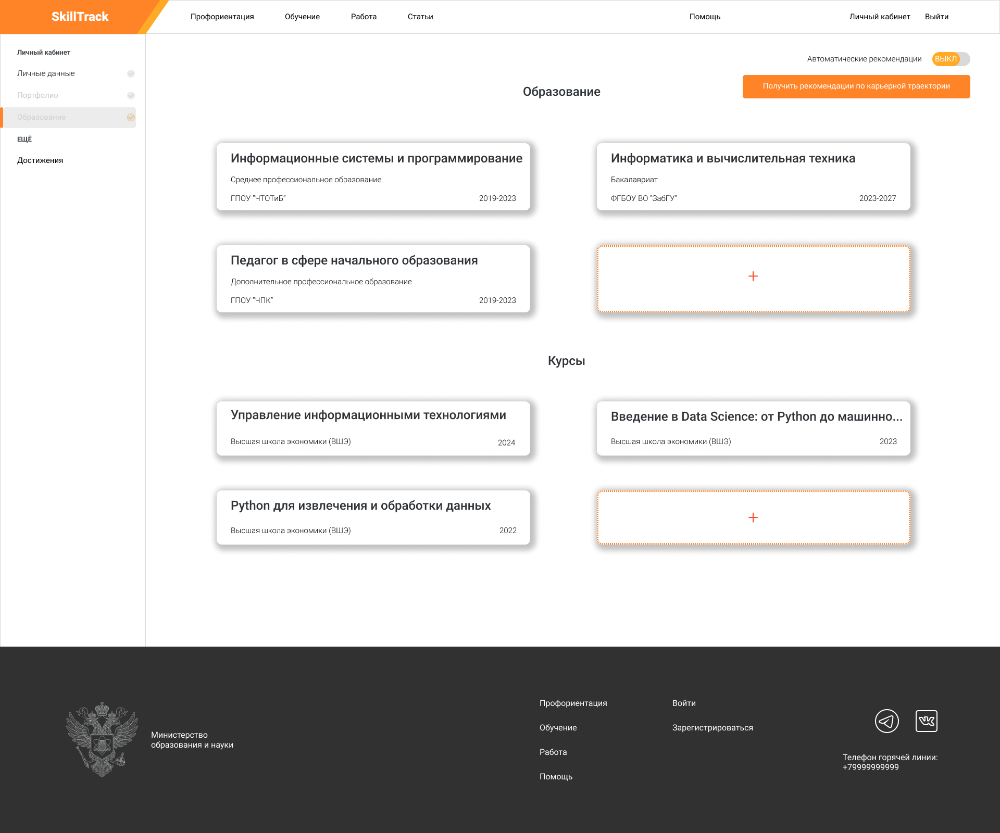 SkillTrack
Профориентация
Обучение
Работа
Статьи
Помощь
Личный кабинет
Выйти
Личный кабинет
Личные данные
Портфолио
Образование
ЕЩЁ
Достижения
Автоматические рекомендации
ВЫКЛ
Получить рекомендации по карьерной траектории
Образование
Информационные системы и программирование
Среднее профессиональное образование
ГПОУ “ЧТОТиБ”
2019-2023
Информатика и вычислительная техника
Бакалавриат
ФГБОУ ВО “ЗабГУ”
2023-2027
Педагог в сфере начального образования
Дополнительное профессиональное образование
ГПОУ “ЧПК”
2019-2023
+
Курсы
Управление информационными технологиями
Высшая школа экономики (ВШЭ)
2024
Введение в Data Science: от Python до машинно...
Высшая школа экономики (ВШЭ)
2023
Python для извлечения и обработки данных
Высшая школа экономики (ВШЭ)
2022
+
Министерство
образования и науки
Профориентация
Обучение
Работа
Помощь
Войти
Зарегистрироваться
Телефон горячей линии:
+79999999999